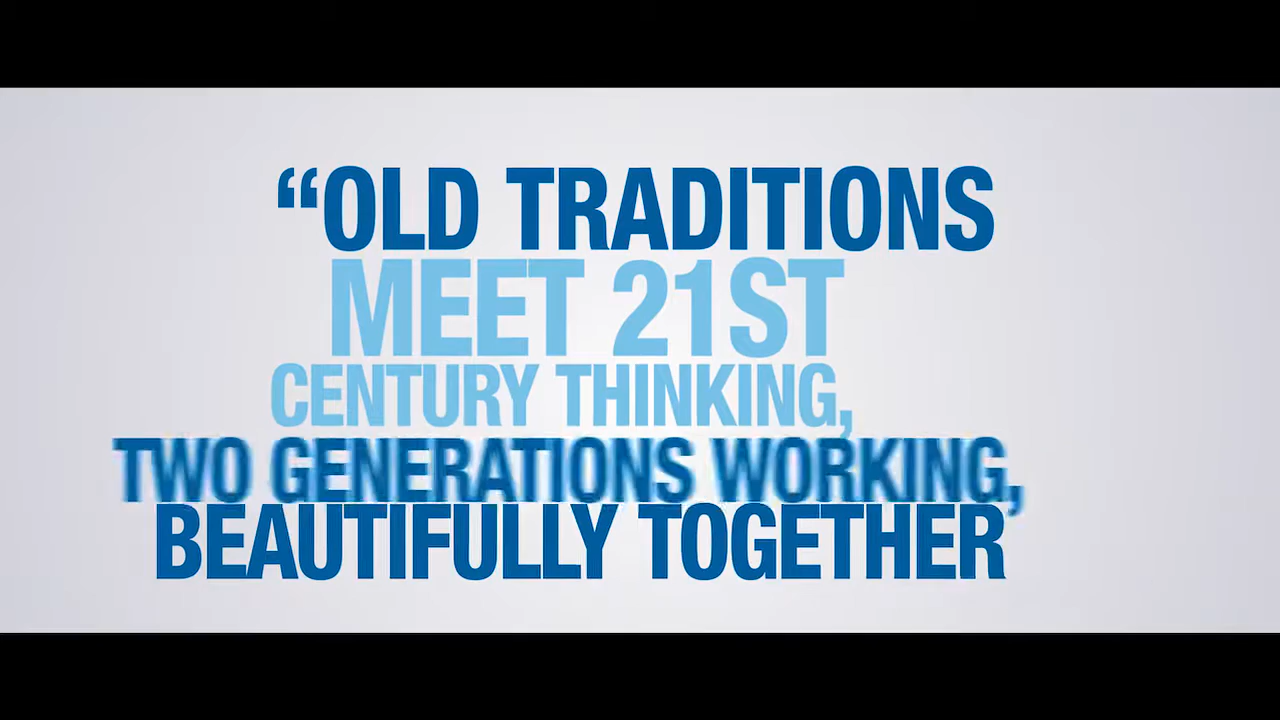 “OLD TRADITIONS
MEET 21ST
CENTURY THINKING,
TWO GENERATIONS WORKING,
BEAUTIFULLY TOGETHER